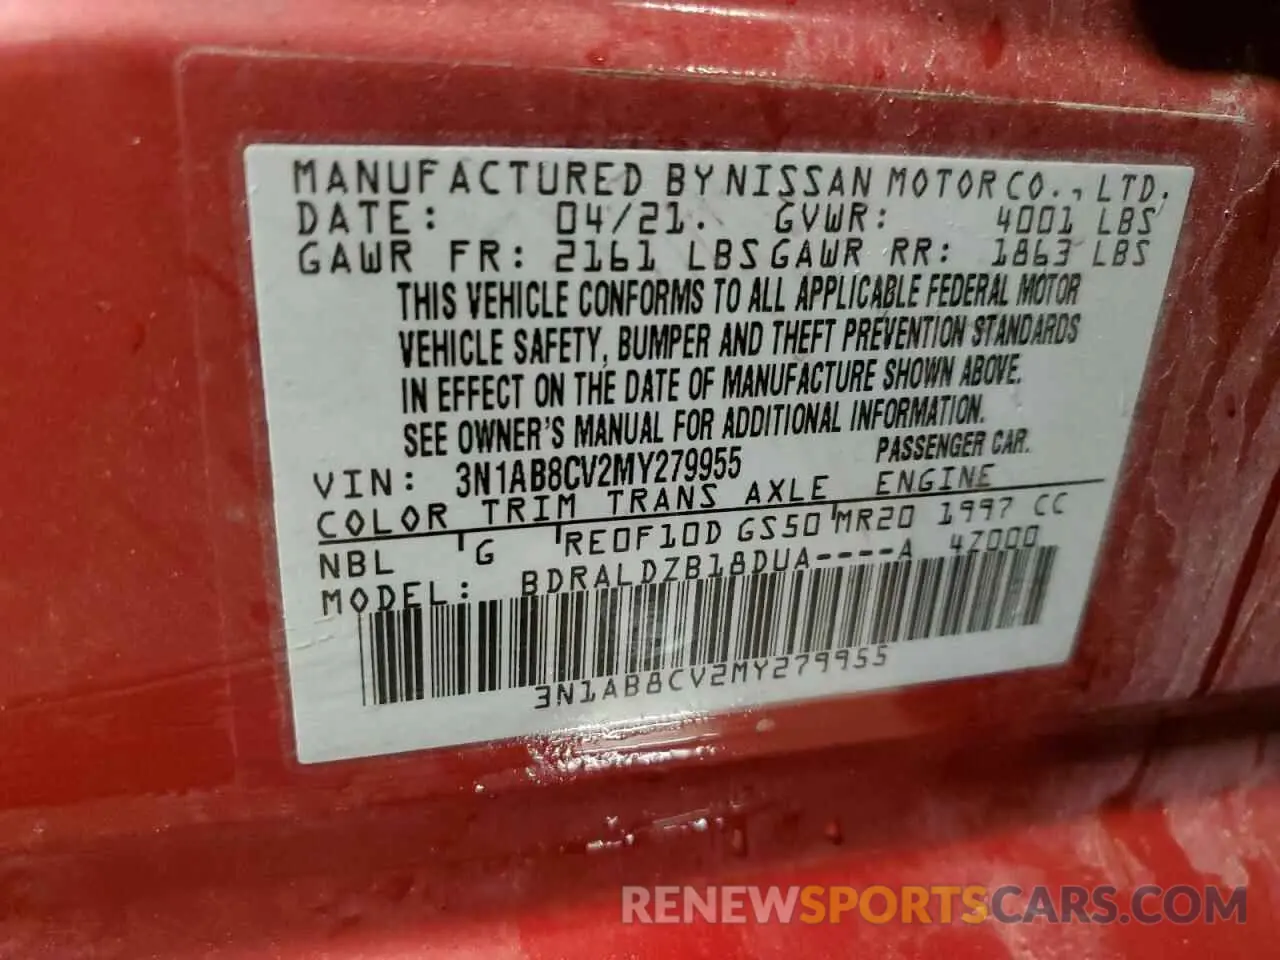 MANUFACTURED BY NISSAN MOTOR CO., LTD.
DATE: 04/21. GVWR: 4001 LBS
GAWR FR: 2161 LBS GAWR RR: 1863 LBS
THIS VEHICLE CONFORMS TO ALL APPLICABLE FEDERAL MOTOR
VEHICLE SAFETY, BUMPER AND THEFT PREVENTION STANDARDS
IN EFFECT ON THE DATE OF MANUFACTURE SHOWN ABOVE.
SEE OWNER'S MANUAL FOR ADDITIONAL INFORMATION.
VIN: 3N1AB8CV2MY279955 PASSENGER CAR.
COLOR TRIM TRANS AXLE ENGINE
NBL G RE0F10D GS50 MR20 1997 CC
MODEL: BDRALDZB18DUA----A 4Z000
3N1AB8CV2MY279955
RENEWSPORTSCARS.COM